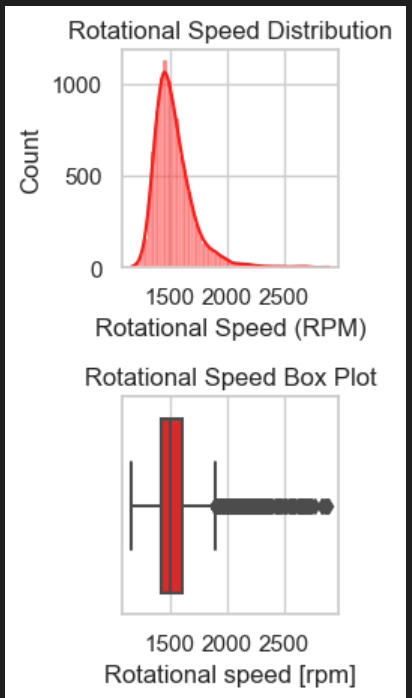 Rotational Speed Distribution
1000
500
0
Count
1500 2000 2500
Rotational Speed (RPM)
Rotational Speed Box Plot
1500 2000 2500
Rotational speed [rpm]